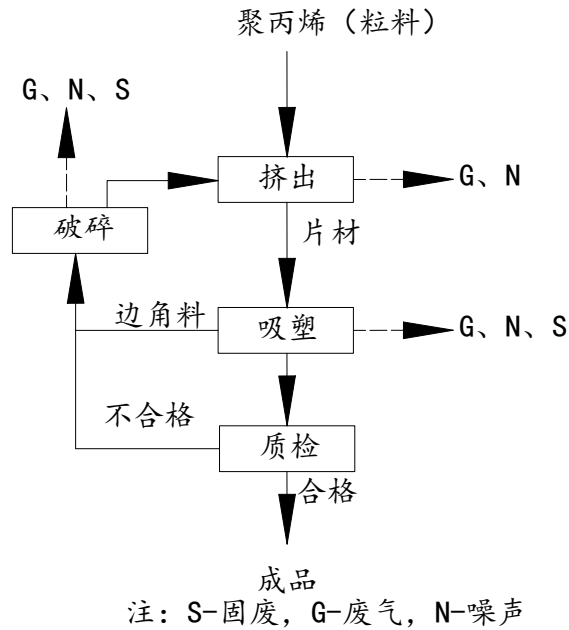 聚丙烯（粒料）
G、N、S
挤出
G、N
破碎
片材
边角料
吸塑
G、N、S
不合格
质检
合格
成品
注：S-固废，G-废气，N-噪声